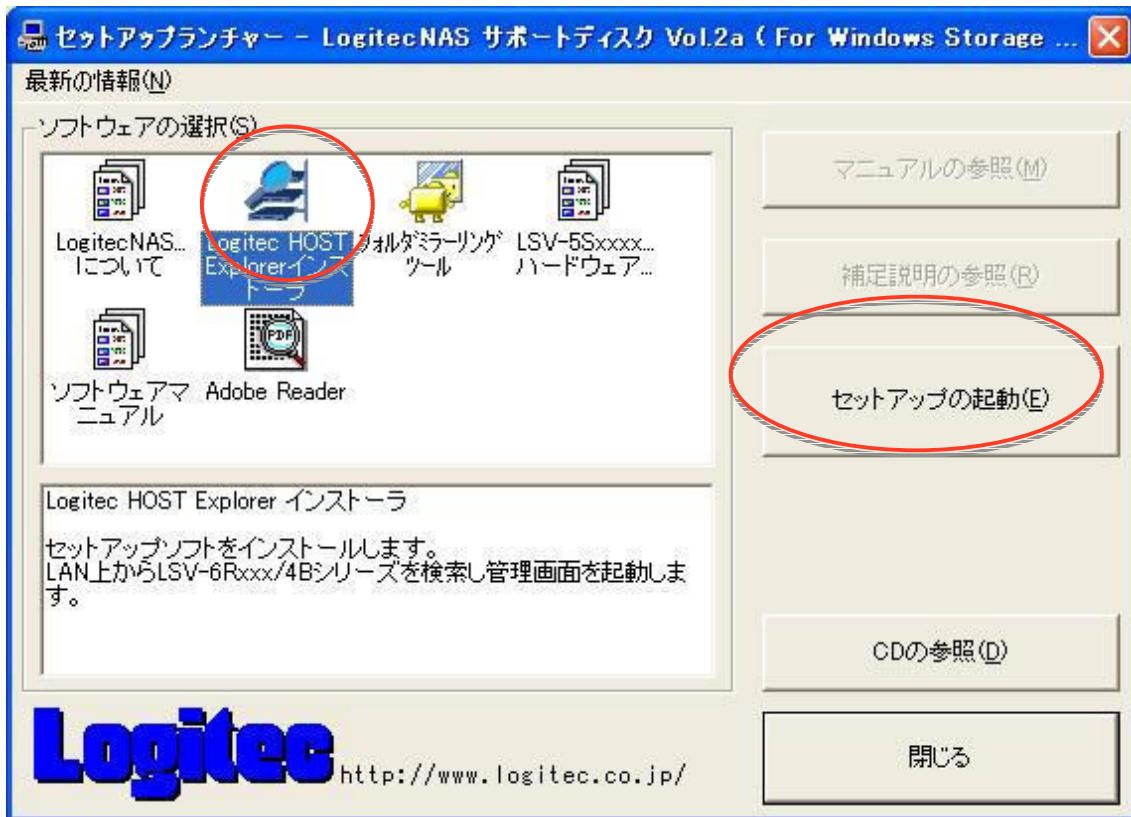 セットアップランチャー - LogitecNAS サポートディスク Vol.2a ( For Windows Storage ...
最新の情報(N)
ソフトウェアの選択(S)
LogitecNAS...
について
Logitec HOST
Explorerインス
トーラ
フォルダミラーリング
ツール
LSV-5Sxxxx...
ハードウェア...
ソフトウェアマ
ニュアル
Adobe Reader
Logitec HOST Explorer インストーラ
セットアップソフトをインストールします。
LAN上からLSV-6Rxxx/4Bシリーズを検索し管理画面を起動しま
す。
マニュアルの参照(M)
補足説明の参照(R)
セットアップの起動(E)
CDの参照(D)
閉じる
Logitec
http://www.logitec.co.jp/